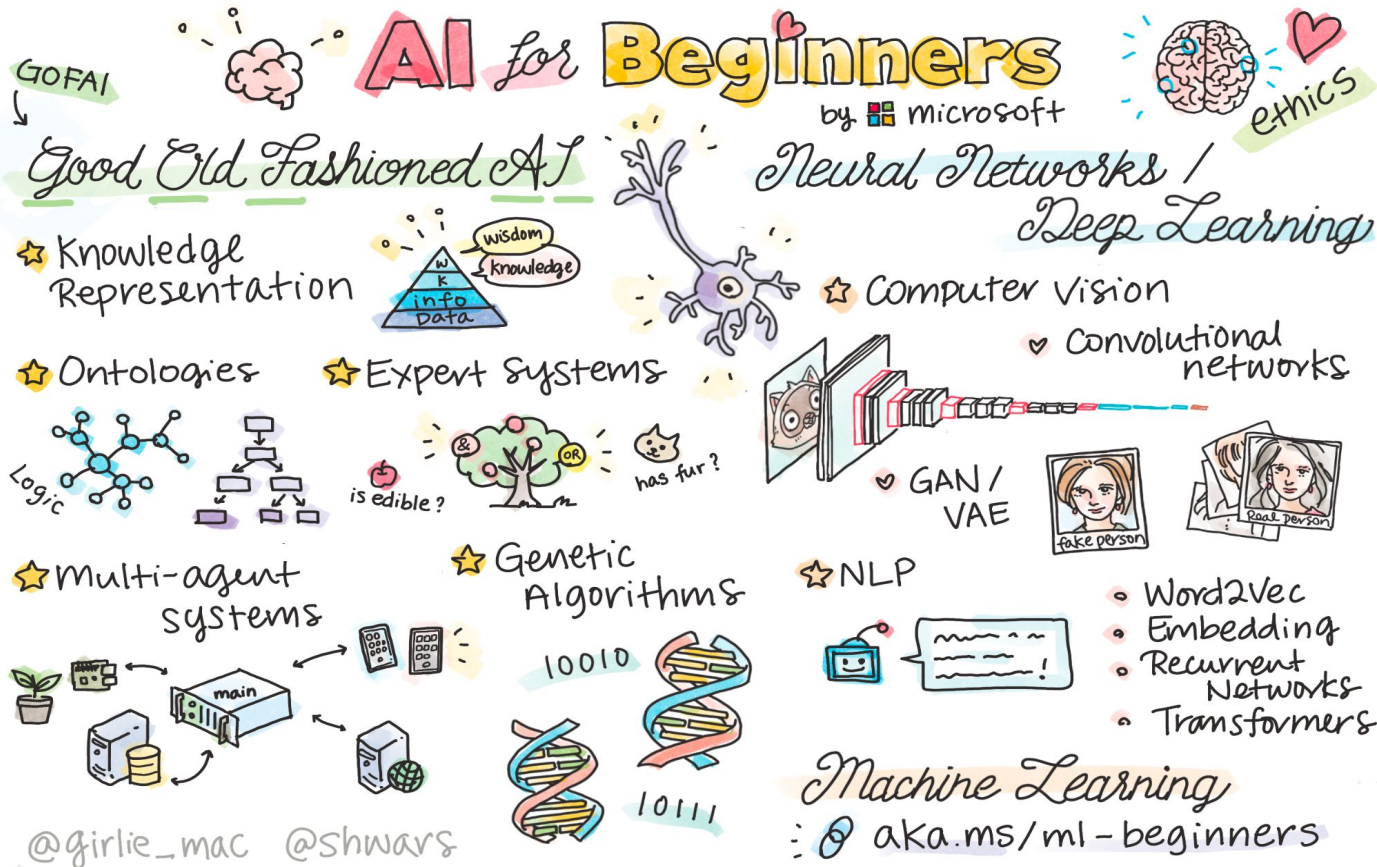 AI for Beginners
by microsoft
GOFAI
ethics
Good Old Fashioned AI
Knowledge
Representation
wisdom
knowledge
W
K
info
Data
Ontologies
Logic
Expert Systems
&
OR
is edible?
has fur?
Multi-agent
systems
main
Genetic
Algorithms
10010
10111
Neural Networks /
Deep Learning
Computer Vision
Convolutional
networks
GAN /
VAE
fake person
Real person
NLP
Word2Vec
Embedding
Recurrent
Networks
Transformers
Machine Learning
aka.ms/ml-beginners
@girlie_mac @shwars